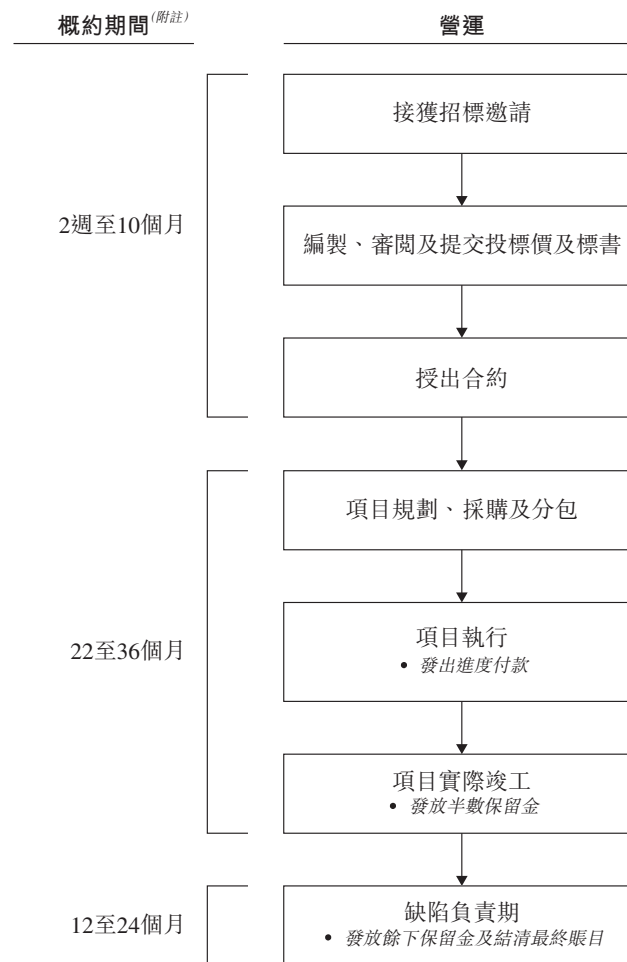 概約期間(附註)
營運
接獲招標邀請
2週至10個月
編製、審閱及提交投標價及標書
授出合約
項目規劃、採購及分包
22至36個月
項目執行
• 發出進度付款
項目實際竣工
• 發放半數保留金
12至24個月
缺陷負責期
• 發放餘下保留金及結清最終賬目